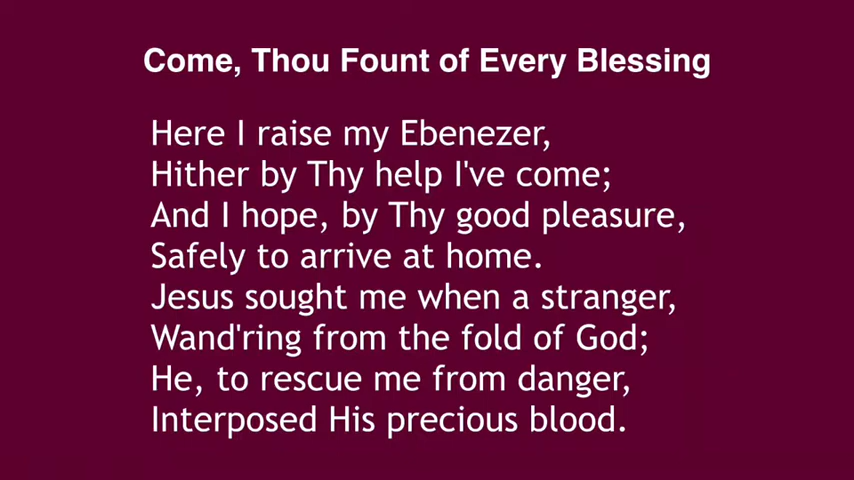 Come, Thou Fount of Every Blessing
Here I raise my Ebenezer,
Hither by Thy help I've come;
And I hope, by Thy good pleasure,
Safely to arrive at home.
Jesus sought me when a stranger,
Wand'ring from the fold of God;
He, to rescue me from danger,
Interposed His precious blood.